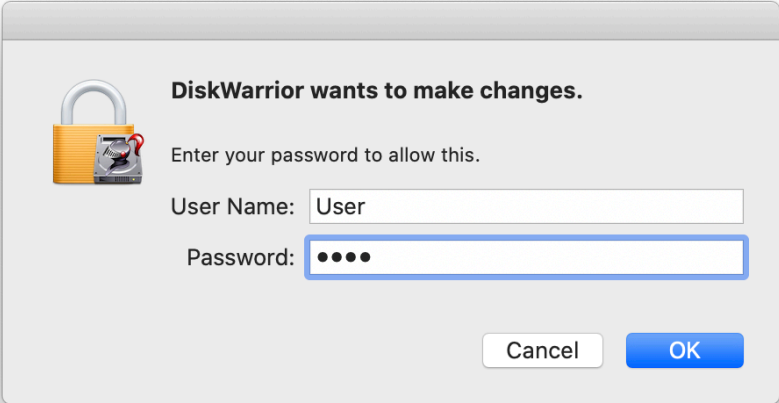 DiskWarrior wants to make changes.
Enter your password to allow this.
User Name: User
Password: ••••
Cancel OK